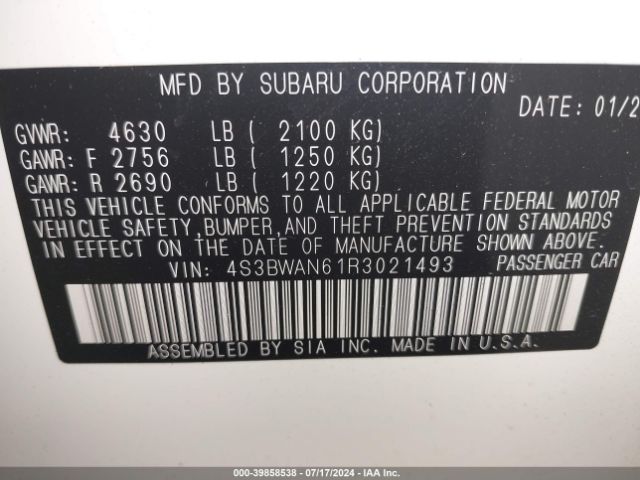 MFD BY SUBARU CORPORATION
DATE: 01/2
GVWR: 4630 LB ( 2100 KG)
GAWR: F 2756 LB ( 1250 KG)
GAWR: R 2690 LB ( 1220 KG)
THIS VEHICLE CONFORMS TO ALL APPLICABLE FEDERAL MOTOR
VEHICLE SAFETY, BUMPER, AND THEFT PREVENTION STANDARDS
IN EFFECT ON THE DATE OF MANUFACTURE SHOWN ABOVE.
VIN: 4S3BWAN61R3021493 PASSENGER CAR
ASSEMBLED BY SIA INC. MADE IN U.S.A.
000-39858538 | 07/17/2024 | IAA Inc.